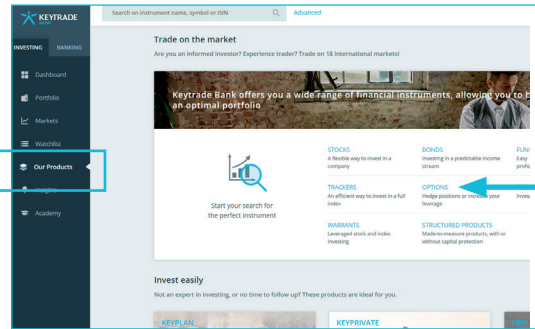 KEYTRADE
BANK
Search on instrument name, symbol or ISIN
Advanced
INVESTING
BANKING
Dashboard
Portfolio
Markets
Watchlist
Our Products
Insights
Academy
Trade on the market
Are you an informed investor? Experience trader? Trade on 18 international markets!
Keytrade Bank offers you a wide range of financial instruments, allowing you to b
an optimal portfolio
Start your search for
the perfect instrument
STOCKS
A flexible way to invest in a
company
BONDS
Investing in a predictable income
stream
FUN
Easy
profes
TRACKERS
An efficient way to invest in a full
index
OPTIONS
Hedge positions or increase your
leverage
Inves
WARRANTS
Leveraged stock and index
investing
STRUCTURED PRODUCTS
Made-to-measure products, with or
without capital protection
Invest easily
Not an expert in investing, or no time to follow up? These products are ideal for you.
KEYPLAN
KEYPRIVATE